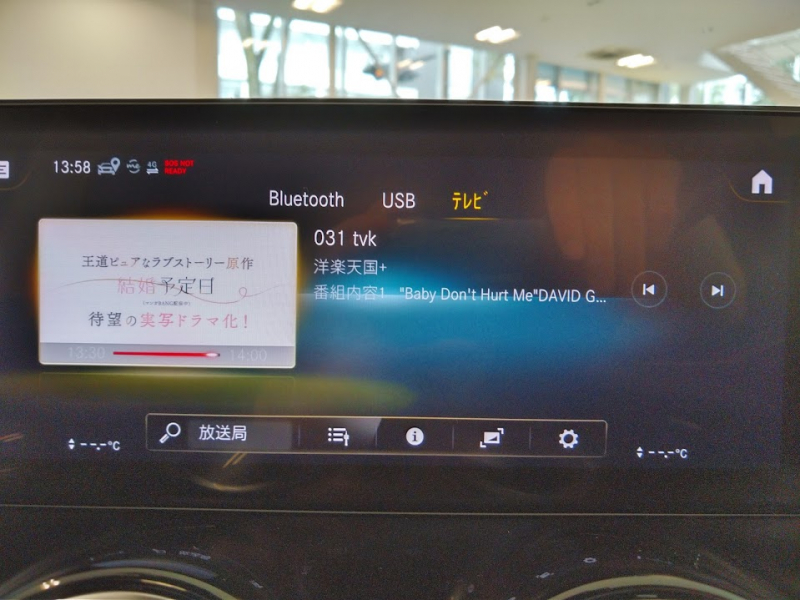 13:58 4G SOS NOT
READY
Bluetooth USB テレビ
031 tvk
洋楽天国+
番組内容1 "Baby Don't Hurt Me"DAVID G...
王道ピュアなラブストーリー原作
結婚予定日
待望の実写ドラマ化!
13:30 14:00
--.-°C
放送局
--.-°C